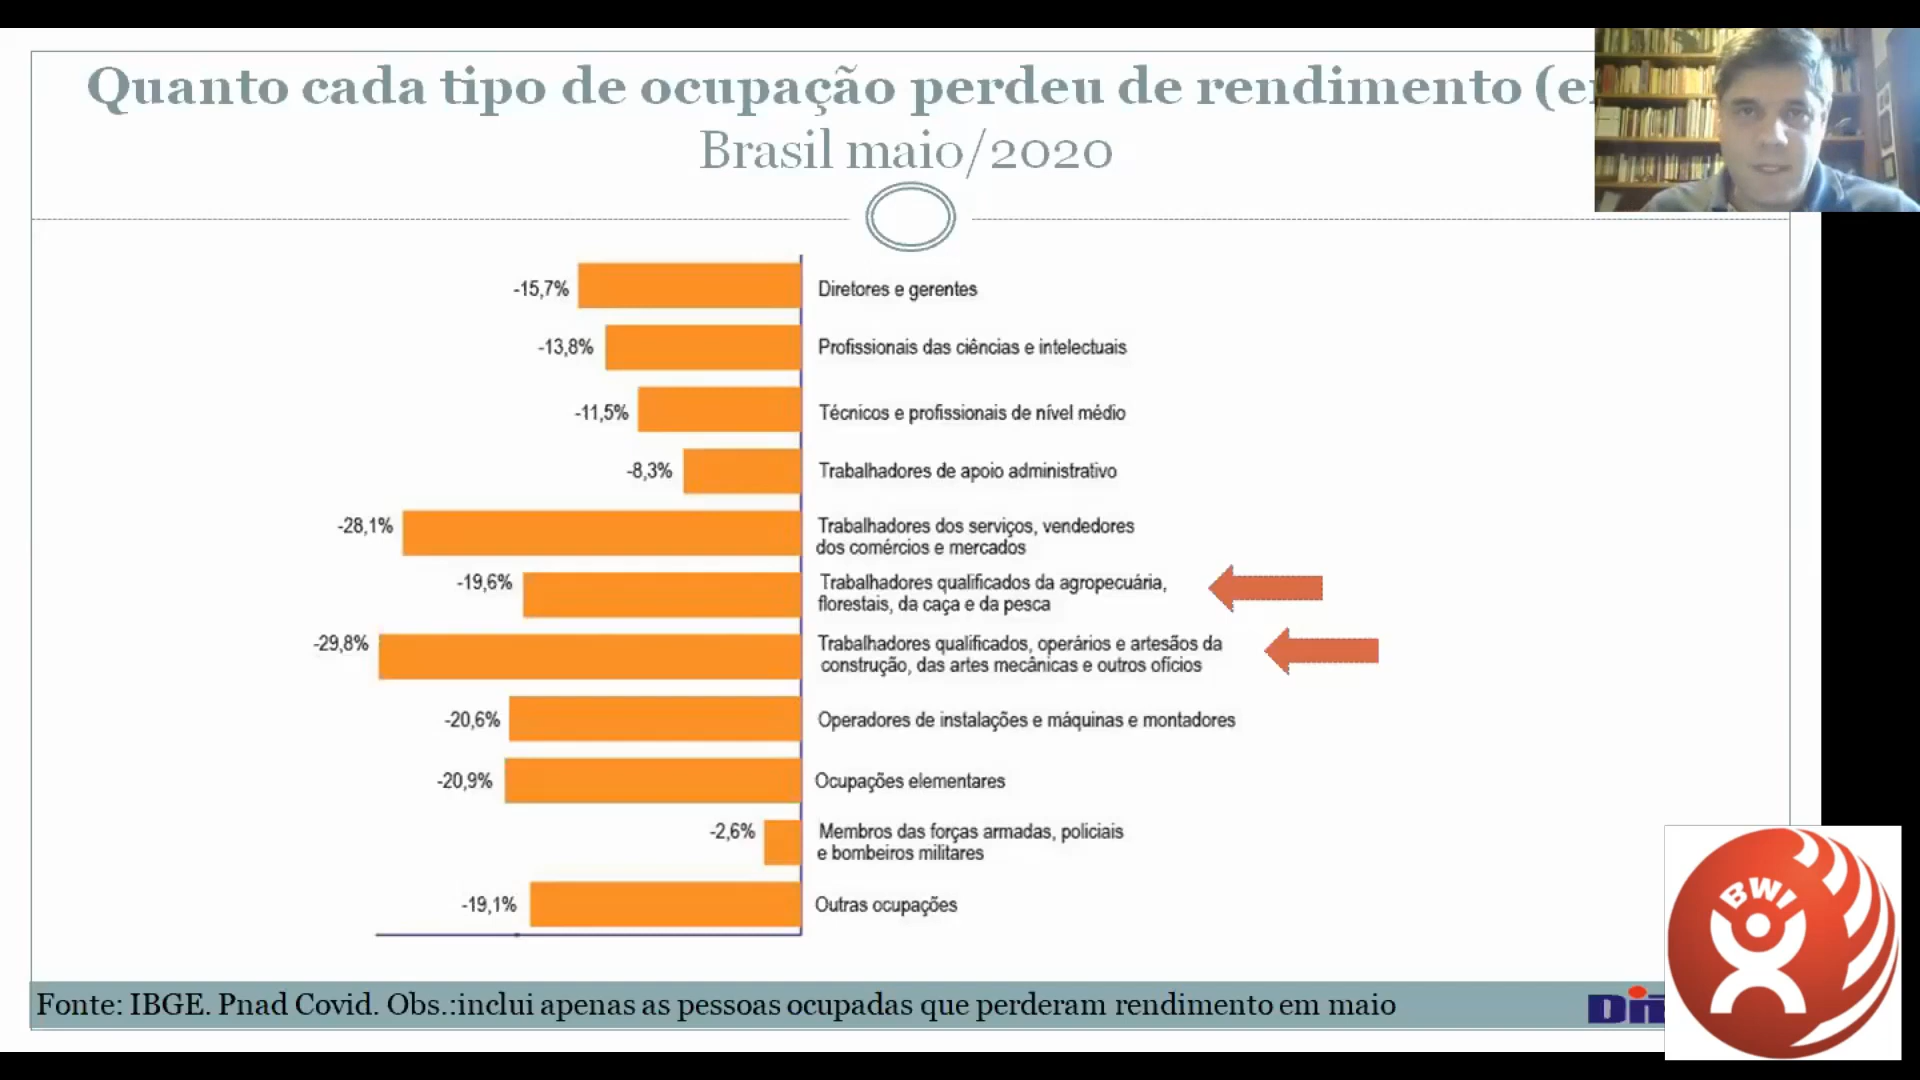 Quanto cada tipo de ocupação perdeu de rendimento
Brasil maio/2020
-15,7% Diretores e gerentes
-13,8% Profissionais das ciências e intelectuais
-11,5% Técnicos e profissionais de nível médio
-8,3% Trabalhadores de apoio administrativo
-28,1% Trabalhadores dos serviços, vendedores
dos comércios e mercados
-19,6% Trabalhadores qualificados da agropecuária,
florestais, da caça e da pesca
-29,8% Trabalhadores qualificados, operários e artesãos da
construção, das artes mecânicas e outros ofícios
-20,6% Operadores de instalações e máquinas e montadores
-20,9% Ocupações elementares
-2,6% Membros das forças armadas, policiais
e bombeiros militares
-19,1% Outras ocupações
Fonte: IBGE. Pnad Covid. Obs.:inclui apenas as pessoas ocupadas que perderam rendimento em maio
BWI